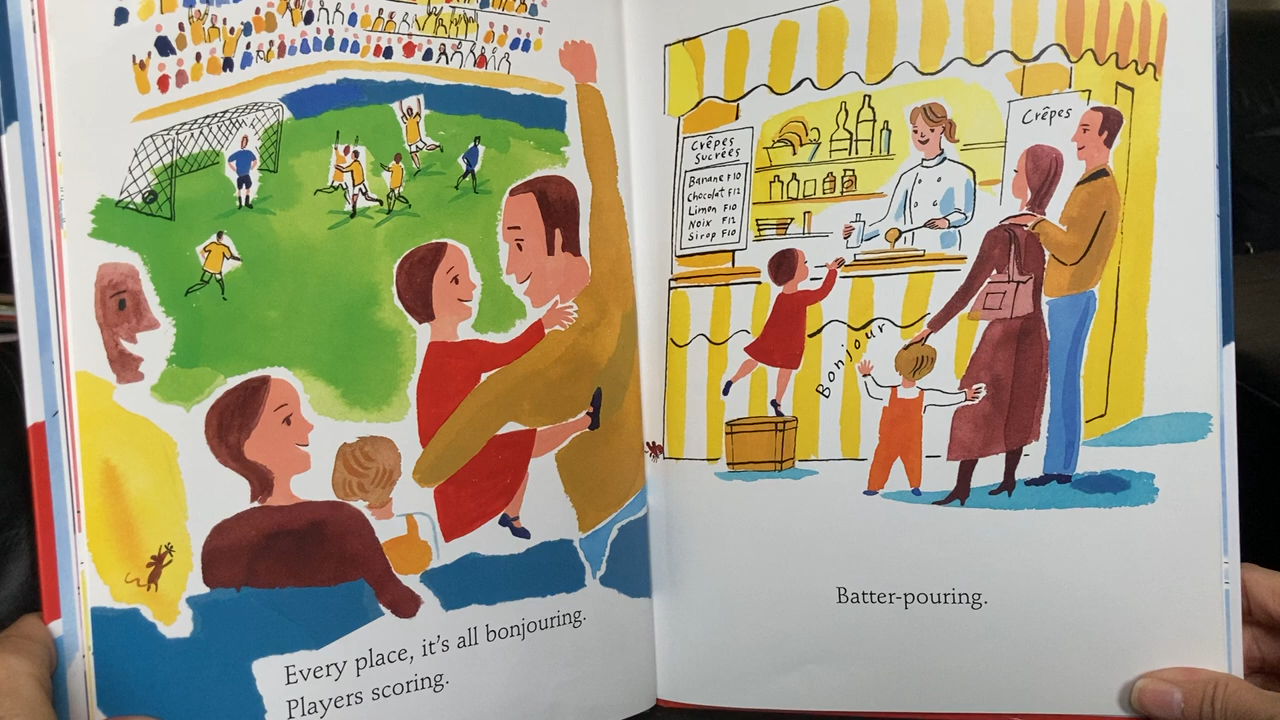 Every place, it's all bonjouring.
Players scoring.
Crêpes
Sucrées
Banane F10
Chocolat F12
Limon F10
Noix F12
Sirop F10
Crêpes
Bonjour
Batter-pouring.